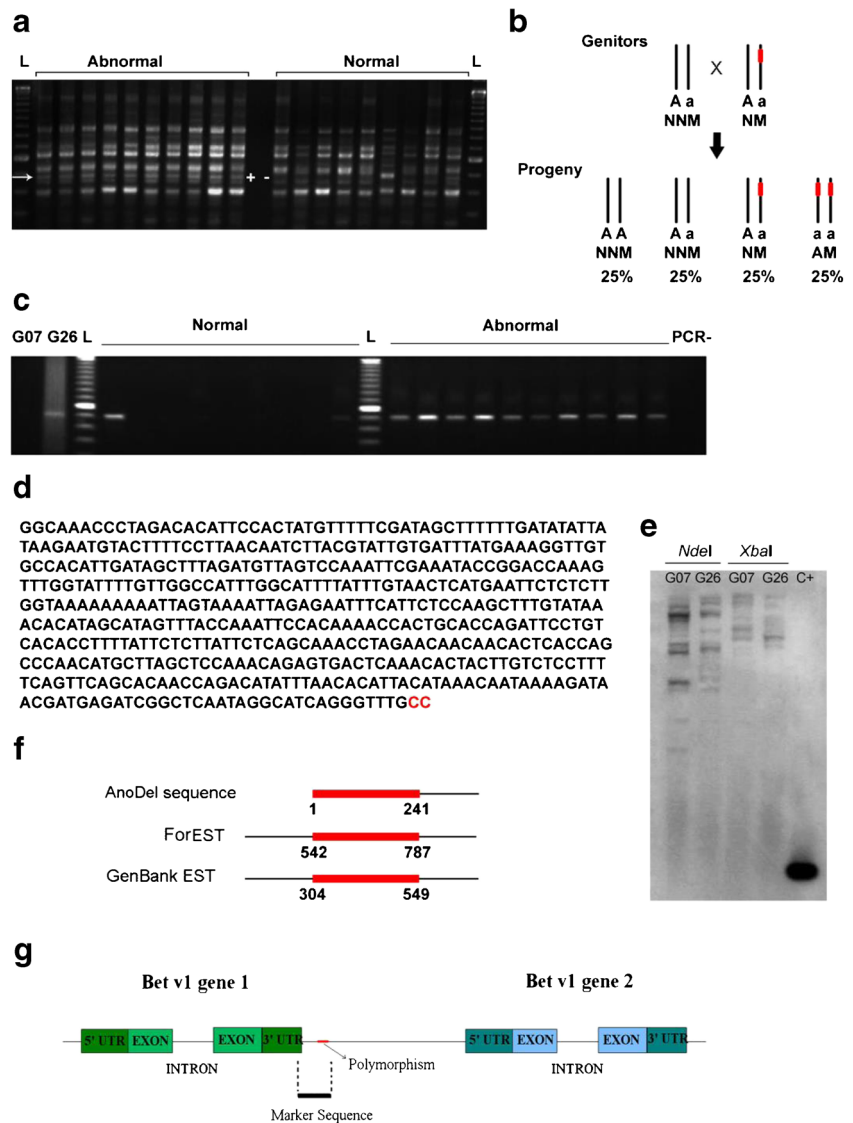 a
L Abnormal Normal L
+ -
b
Genitors
X
A a A a
NNM NM
Progeny
A A A a A a a a
NNM NNM NM AM
25% 25% 25% 25%
c
Normal L Abnormal PCR-
G07 G26 L
d
GGCAAACCCTAGACACATTCCACTATGTTTTTCGATAGCTTTTTTGATATATTA
TAAGAATGTACTTTTCCTTAACAATCTTACGTATTGTGATTTATGAAAGGTTGT
GCCACATTGATAGCTTTAGATGTTAGTCCAAATTCGAAATACCGGACCAAAG
TTTGGTATTTTGTTGGCCATTTGGCATTTTATTTGTAACTCATGAATTCTCTCTT
GGTAAAAAAAAATTAGTAAAATTAGAGAATTTCATTCTCCAAGCTTTGTATAA
ACACATAGCATAGTTTACCAAATTCCACAAAACCACTGCACCAGATTCCTGT
CACACCTTTTATTCTCTTATTCTCAGCAAACCTAGAACAACAACACTCACCAG
CCCAACATGCTTAGCTCCAAACAGAGTGACTCAAACACTACTTGTCTCCTTT
TCAGTTCAGCACAACCAGACATATTTAACACATTACATAAACAATAAAAGATA
ACGATGAGATCGGCTCAATAGGCATCAGGGTTTGCC
e
NdeI XbaI
G07 G26 G07 G26 C+
f
AnoDel sequence
1 241
ForEST
542 787
GenBank EST
304 549
g
Bet v1 gene 1 Bet v1 gene 2
5' UTR EXON EXON 3' UTR 5' UTR EXON EXON 3' UTR
INTRON Polymorphism INTRON
Marker Sequence